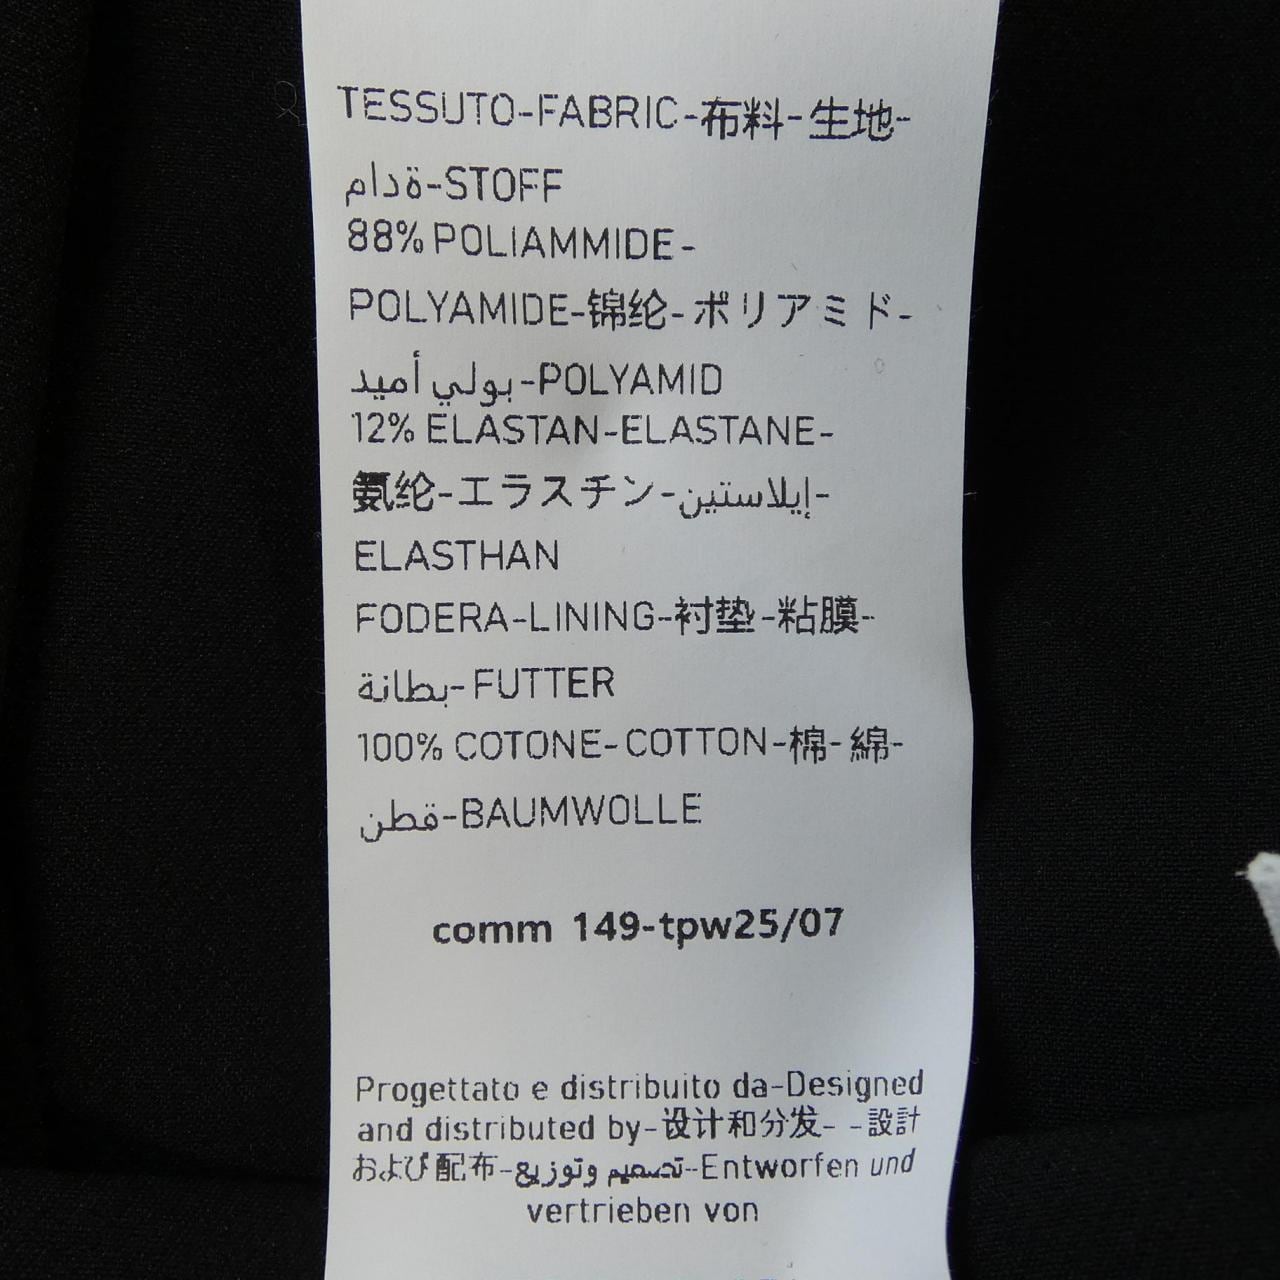 TESSUTO-FABRIC-布料-生地-
مادة-STOFF
88% POLIAMMIDE-
POLYAMIDE-锦纶-ポリアミド-
بولي أميد-POLYAMID
12% ELASTAN-ELASTANE-
氨纶-エラスチン-إيلاستين-
ELASTHAN
FODERA-LINING-衬垫-粘膜-
بطانة-FUTTER
100% COTONE-COTTON-棉-綿-
قطن-BAUMWOLLE
comm 149-tpw25/07
Progettato e distribuito da-Designed
and distributed by-设计和分发- -設計
および配布-تصميم وتوزيع-Entworfen und
vertrieben von